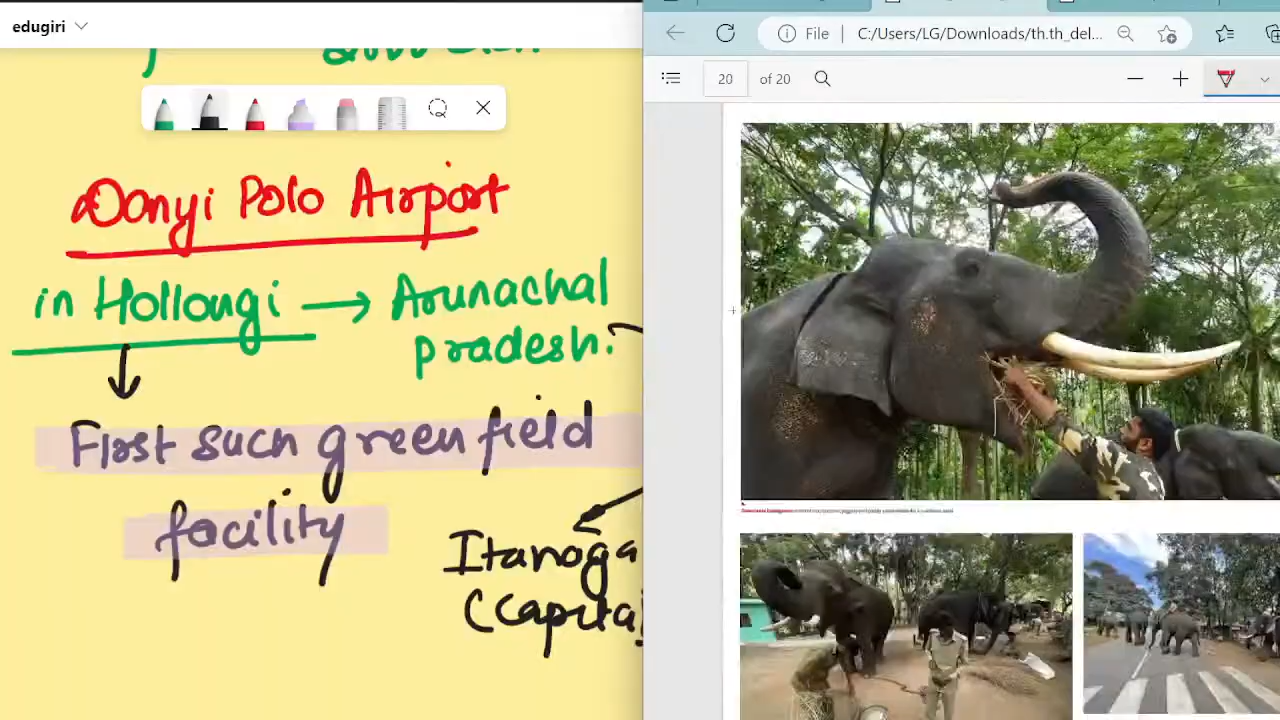 edugiri
Donyi Polo Airport
in Hollongi → Arunachal
pradesh.
First such green field
facility
Itanaga
(Capital
File
C:/Users/LG/Downloads/th.th_del...
20 of 20